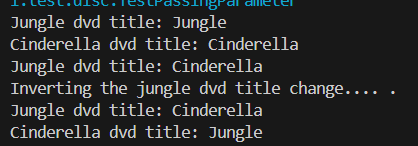 i.test.disc.TestPassingParameter
Jungle dvd title: Jungle
Cinderella dvd title: Cinderella
Jungle dvd title: Cinderella
Inverting the jungle dvd title change.... .
Jungle dvd title: Cinderella
Cinderella dvd title: Jungle